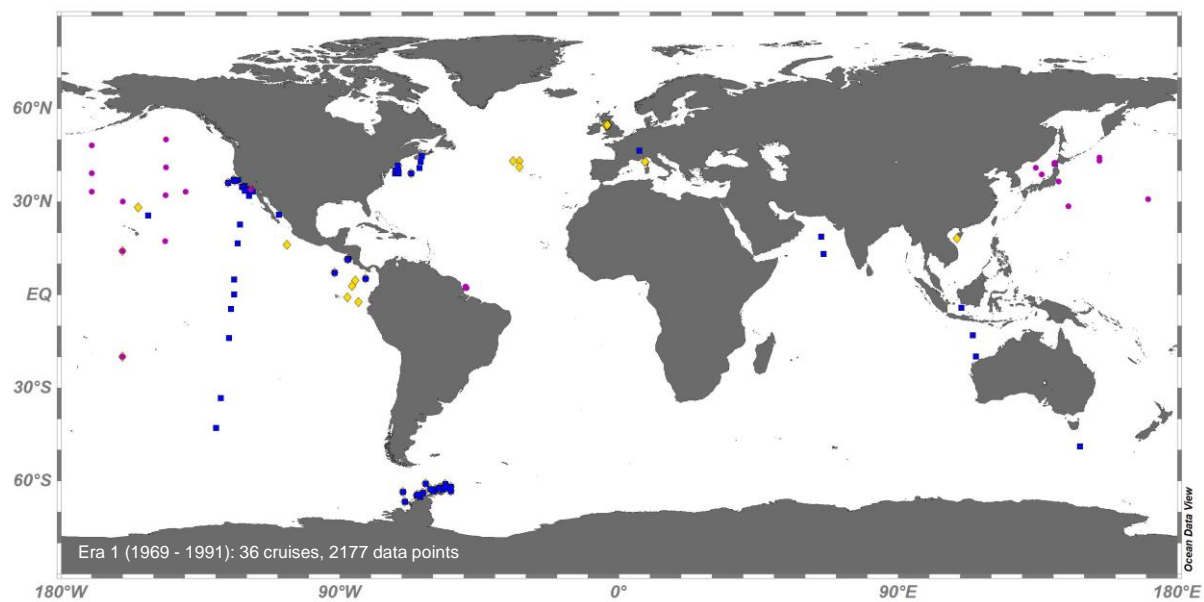 60°N
30°N
EQ
30°S
60°S
Era 1 (1969 - 1991): 36 cruises, 2177 data points
Ocean Data View
180°W 90°W 0° 90°E 180°E